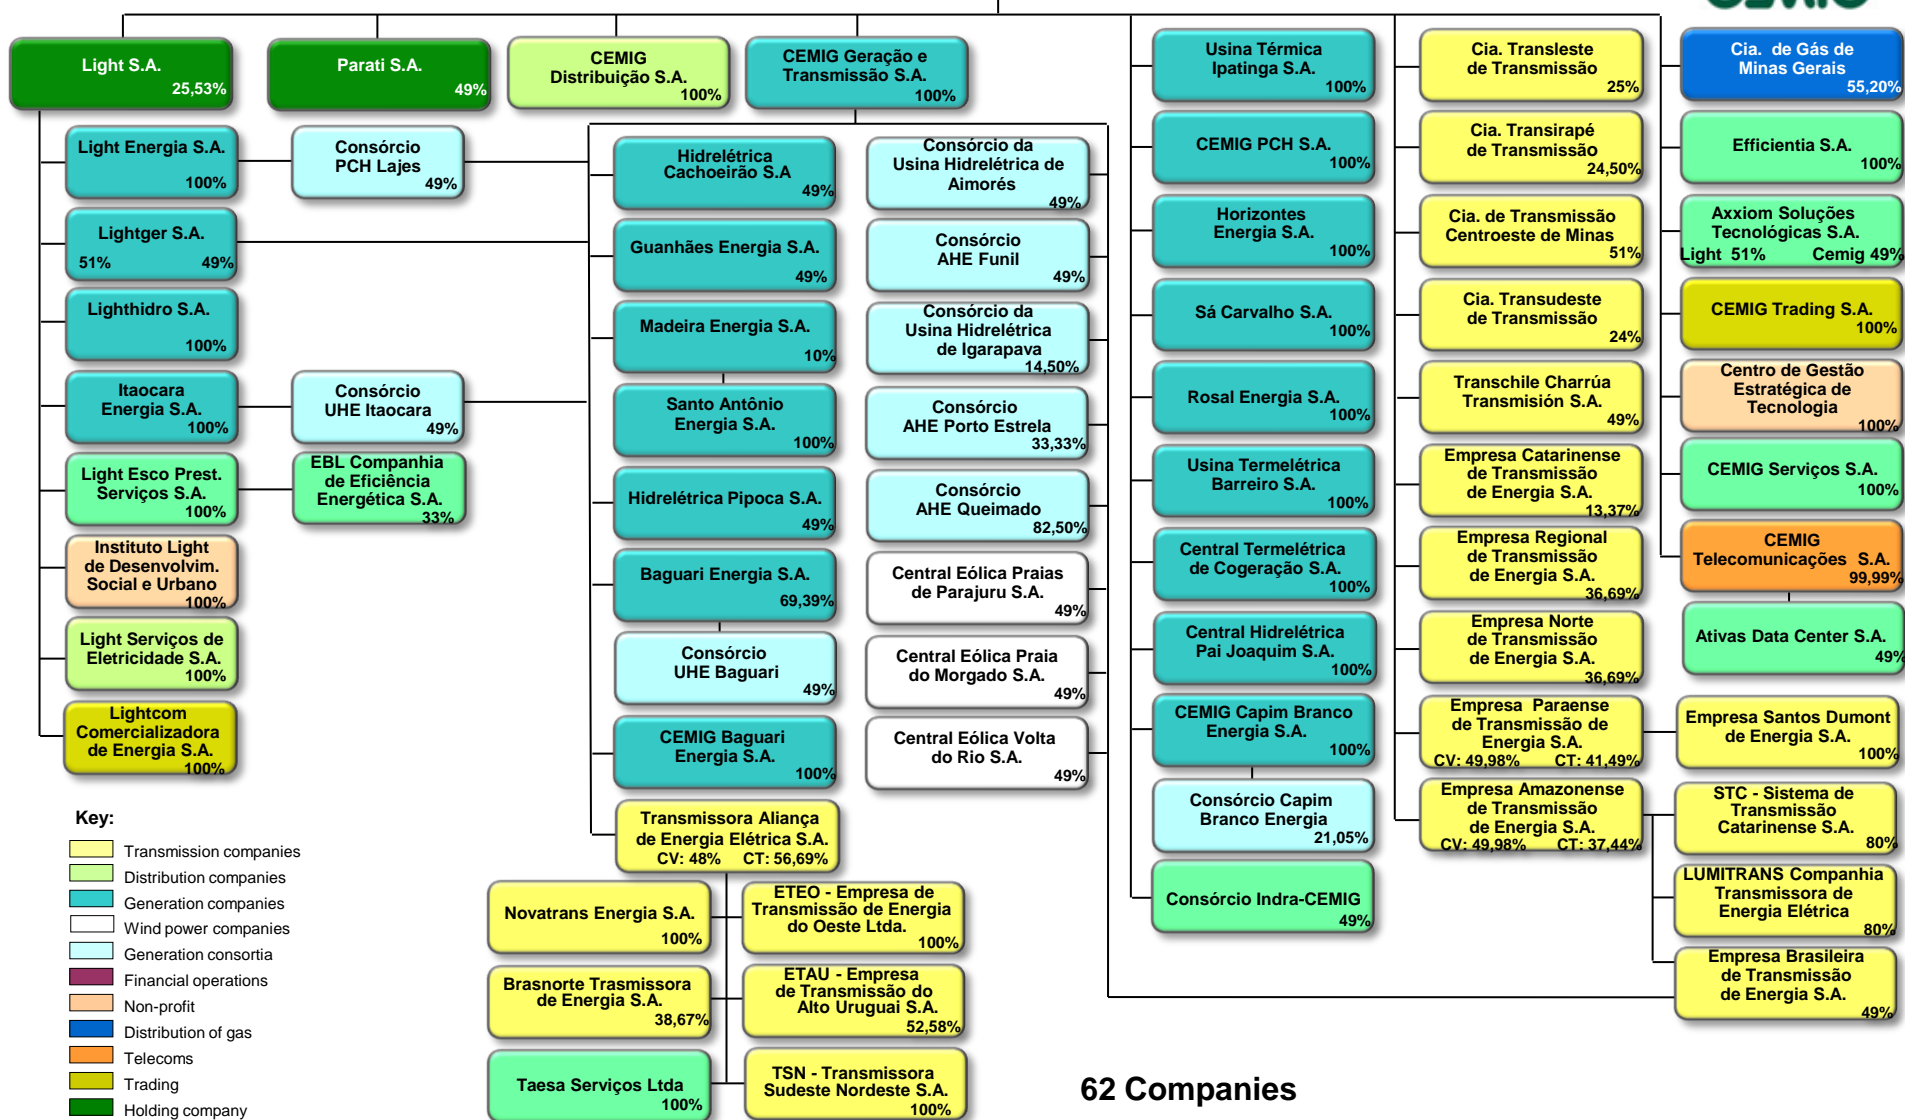 CEMIG
Light S.A.
25,53%
Parati S.A.
49%
CEMIG
Distribuição S.A.
100%
CEMIG Geração e
Transmissão S.A.
100%
Light Energia S.A.
100%
Consórcio
PCH Lajes
49%
Lightger S.A.
51% 49%
Lighthidro S.A.
100%
Itaocara
Energia S.A.
100%
Consórcio
UHE Itaocara
49%
Light Esco Prest.
Serviços S.A.
100%
EBL Companhia
de Eficiência
Energética S.A.
33%
Instituto Light
de Desenvolvim.
Social e Urbano
100%
Light Serviços de
Eletricidade S.A.
100%
Lightcom
Comercializadora
de Energia S.A.
100%
Hidrelétrica
Cachoeirão S.A
49%
Guanhães Energia S.A.
49%
Madeira Energia S.A.
10%
Santo Antônio
Energia S.A.
100%
Hidrelétrica Pipoca S.A.
49%
Baguari Energia S.A.
69,39%
Consórcio
UHE Baguari
49%
CEMIG Baguari
Energia S.A.
100%
Transmissora Aliança
de Energia Elétrica S.A.
CV: 48% CT: 56,69%
Novatrans Energia S.A.
100%
ETEO - Empresa de
Transmissão de Energia
do Oeste Ltda.
100%
Brasnorte Trasmissora
de Energia S.A.
38,67%
ETAU - Empresa
de Transmissão do
Alto Uruguai S.A.
52,58%
Taesa Serviços Ltda
100%
TSN - Transmissora
Sudeste Nordeste S.A.
100%
Consórcio da
Usina Hidrelétrica de
Aimorés
49%
Consórcio
AHE Funil
49%
Consórcio da
Usina Hidrelétrica
de Igarapava
14,50%
Consórcio
AHE Porto Estrela
33,33%
Consórcio
AHE Queimado
82,50%
Central Eólica Praias
de Parajuru S.A.
49%
Central Eólica Praia
do Morgado S.A.
49%
Central Eólica Volta
do Rio S.A.
49%
Usina Térmica
Ipatinga S.A.
100%
CEMIG PCH S.A.
100%
Horizontes
Energia S.A.
100%
Sá Carvalho S.A.
100%
Rosal Energia S.A.
100%
Usina Termelétrica
Barreiro S.A.
100%
Central Termelétrica
de Cogeração S.A.
100%
Central Hidrelétrica
Pai Joaquim S.A.
100%
CEMIG Capim Branco
Energia S.A.
100%
Consórcio Capim
Branco Energia
21,05%
Consórcio Indra-CEMIG
49%
Cia. Transleste
de Transmissão
25%
Cia. Transirapé
de Transmissão
24,50%
Cia. de Transmissão
Centroeste de Minas
51%
Cia. Transudeste
de Transmissão
24%
Transchile Charrúa
Transmisión S.A.
49%
Empresa Catarinense
de Transmissão
de Energia S.A.
13,37%
Empresa Regional
de Transmissão
de Energia S.A.
36,69%
Empresa Norte
de Transmissão
de Energia S.A.
36,69%
Empresa Paraense
de Transmissão de
Energia S.A.
CV: 49,98% CT: 41,49%
Empresa Amazonense
de Transmissão
de Energia S.A.
CV: 49,98% CT: 37,44%
Cia. de Gás de
Minas Gerais
55,20%
Efficientia S.A.
100%
Axxiom Soluções
Tecnológicas S.A.
Light 51% Cemig 49%
CEMIG Trading S.A.
100%
Centro de Gestão
Estratégica de
Tecnologia
100%
CEMIG Serviços S.A.
100%
CEMIG
Telecomunicações S.A.
99,99%
Ativas Data Center S.A.
49%
Empresa Santos Dumont
de Energia S.A.
100%
STC - Sistema de
Transmissão
Catarinense S.A.
80%
LUMITRANS Companhia
Transmissora de
Energia Elétrica
80%
Empresa Brasileira
de Transmissão
de Energia S.A.
49%
Key:
Transmission companies
Distribution companies
Generation companies
Wind power companies
Generation consortia
Financial operations
Non-profit
Distribution of gas
Telecoms
Trading
Holding company
62 Companies